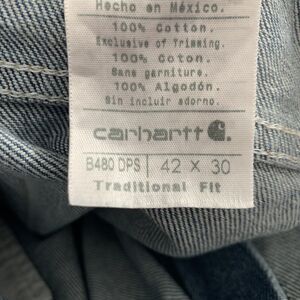 Hecho en México.
100% Cotton.
Exclusive of Trimming.
100% Coton.
Sans garniture.
100% Algodón.
Sin incluir adorno.
carhartt
B480 DPS | 42 X 30
Traditional Fit